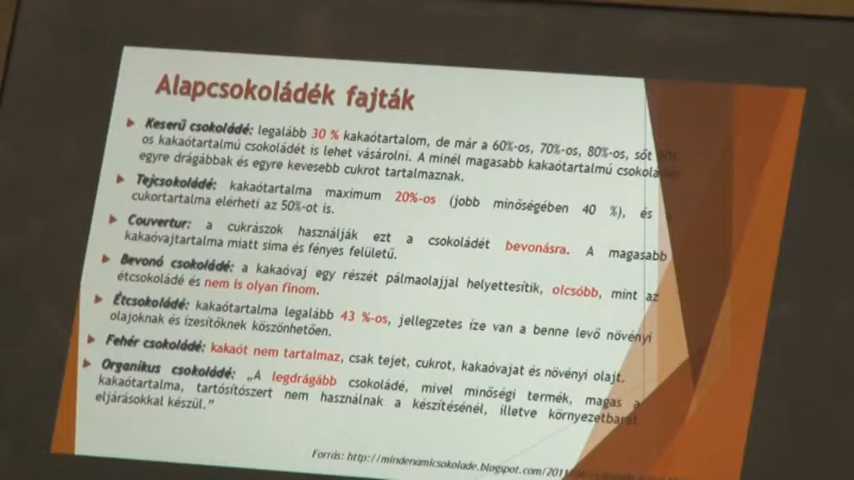 Alapcsokoládék fajták
Keserű csokoládé: legalább 30 % kakaótartalom, de már a 60%-os, 70%-os, 80%-os, sőt
os kakaótartalmú csokoládét is lehet vásárolni. A minél magasabb kakaótartalmú
egyre drágábbak és egyre kevesebb cukrot tartalmaznak.
Tejcsokoládé: kakaótartalma maximum 20%-os (jobb minőségében 40 %), és
cukortartalma elérheti az 50%-ot is.
Couvertur: a cukrászok használják ezt a csokoládét bevonásra. A magasabb
kakaóvajtartalma miatt sima és fényes felületű.
Bevonó csokoládé: a kakaóvaj egy részét pálmaolajjal helyettesítik, olcsóbb, mint az
étcsokoládé és nem is olyan finom.
Étcsokoládé: kakaótartalma legalább 43 %-os, jellegzetes íze van a benne levő növényi
olajoknak és ízesítőknek köszönhetően.
Fehér csokoládé: kakaót nem tartalmaz, csak tejet, cukrot, kakaóvajat és növényi olajt.
Organikus csokoládé: „A legdrágább csokoládé, mivel minőségi termék, magas a
kakaótartalma, tartósítószert nem használnak a készítésénél, illetve környezetbarát
eljárásokkal készül.”
Forrás: http://mindenamicsokolade.blogspot.com/2011